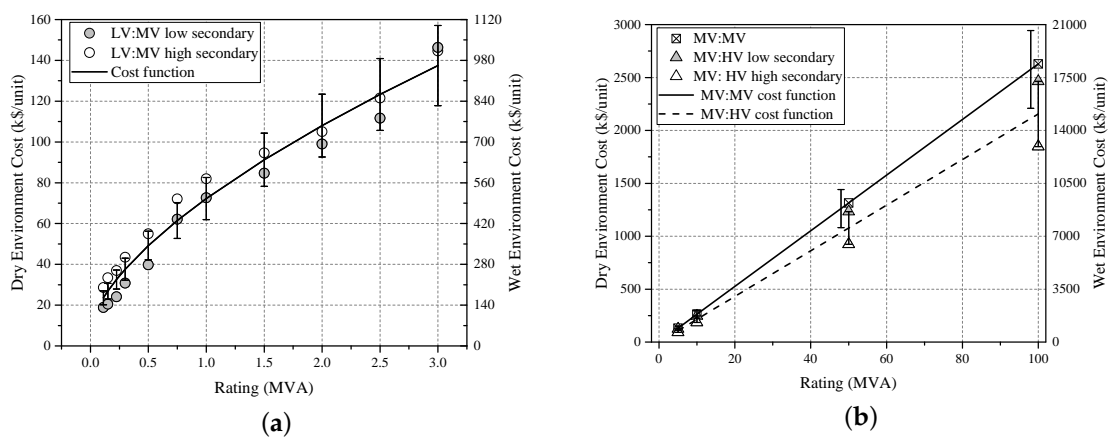 160
140
120
100
80
60
40
20
0
1120
980
840
700
560
420
280
140
0
0.0 0.5 1.0 1.5 2.0 2.5 3.0
Dry Environment Cost (k$/unit)
Wet Environment Cost (k$/unit)
Rating (MVA)
LV:MV low secondary
LV:MV high secondary
Cost function
(a)
3000
2500
2000
1500
1000
500
0
21000
17500
14000
10500
7000
3500
0
0 20 40 60 80 100
Dry Environment Cost (k$/unit)
Wet Environment Cost (k$/unit)
Rating (MVA)
MV:MV
MV:HV low secondary
MV: HV high secondary
MV:MV cost function
MV:HV cost function
(b)